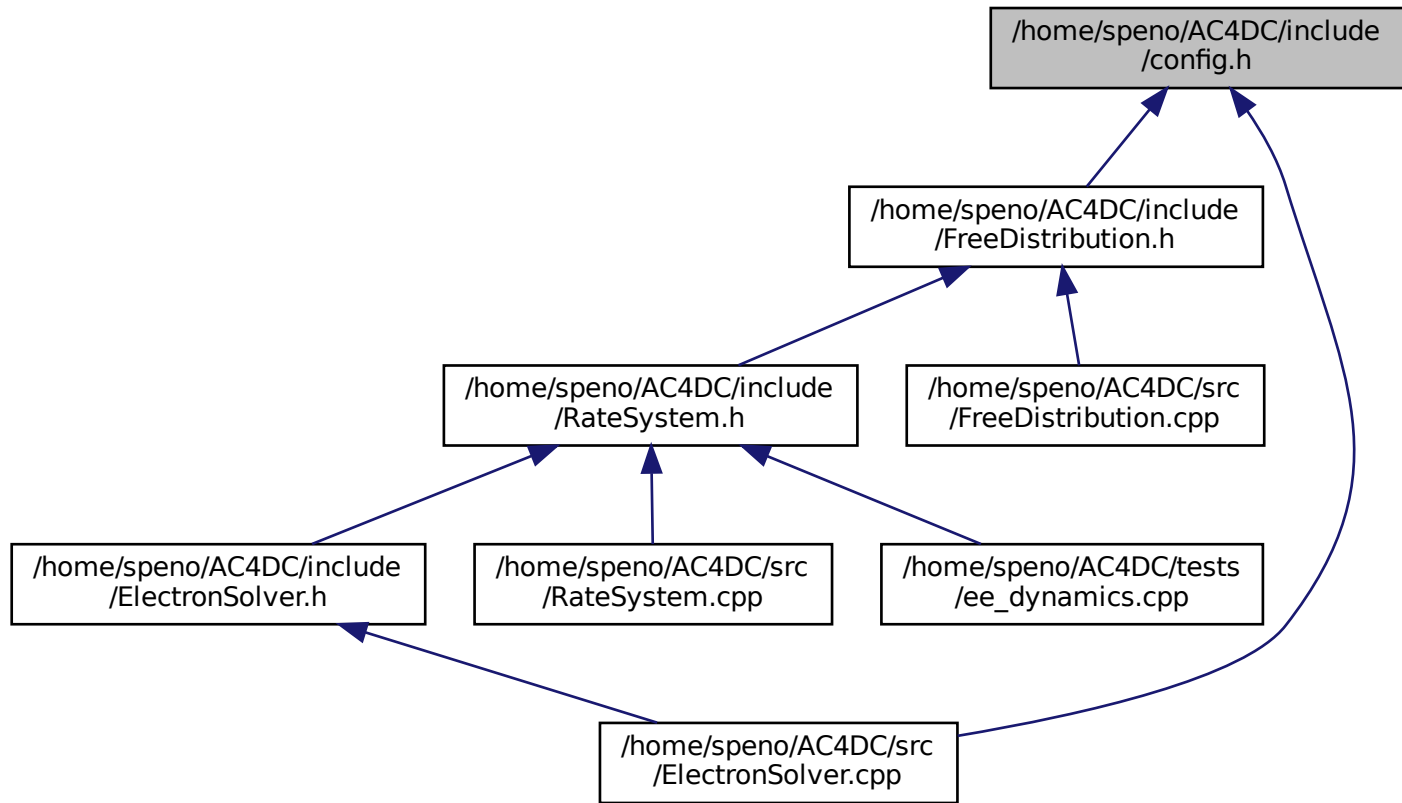 /home/speno/AC4DC/include
/config.h
/home/speno/AC4DC/include
/FreeDistribution.h
/home/speno/AC4DC/include
/RateSystem.h
/home/speno/AC4DC/src
/FreeDistribution.cpp
/home/speno/AC4DC/include
/ElectronSolver.h
/home/speno/AC4DC/src
/RateSystem.cpp
/home/speno/AC4DC/tests
/ee_dynamics.cpp
/home/speno/AC4DC/src
/ElectronSolver.cpp